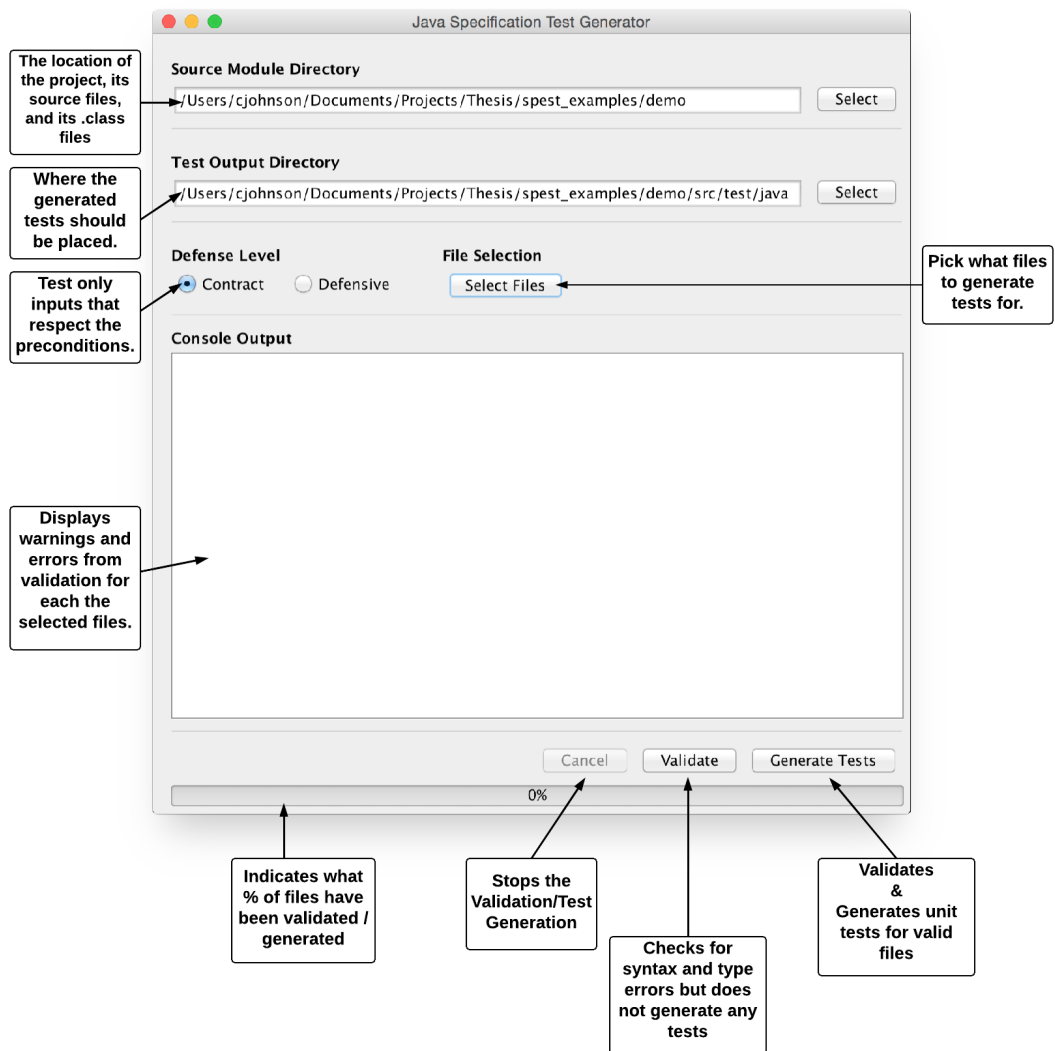 Java Specification Test Generator
The location of
the project, its
source files,
and its .class
files
Source Module Directory
/Users/cjohnson/Documents/Projects/Thesis/spest_examples/demo
Select
Where the
generated
tests should
be placed.
Test Output Directory
/Users/cjohnson/Documents/Projects/Thesis/spest_examples/demo/src/test/java
Select
Test only
inputs that
respect the
preconditions.
Defense Level
Contract
Defensive
File Selection
Select Files
Pick what files
to generate
tests for.
Console Output
Displays
warnings and
errors from
validation for
each the
selected files.
Cancel
Validate
Generate Tests
0%
Indicates what
% of files have
been validated /
generated
Stops the
Validation/Test
Generation
Checks for
syntax and type
errors but does
not generate any
tests
Validates
&
Generates unit
tests for valid
files